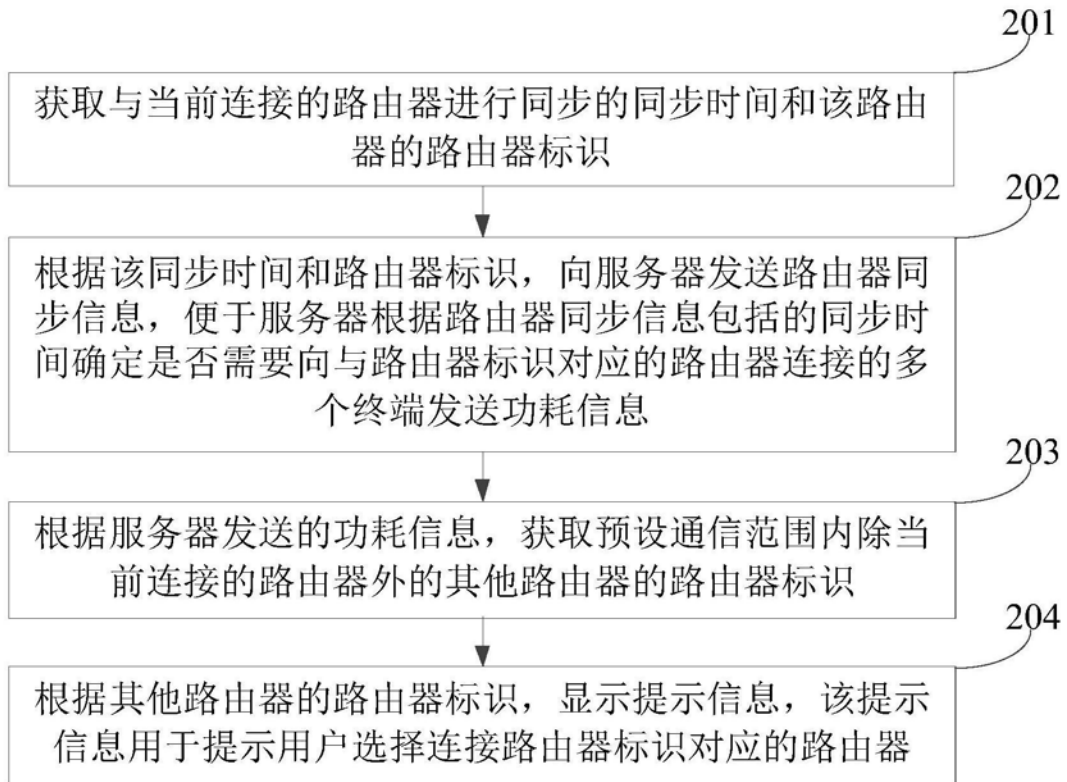 201
获取与当前连接的路由器进行同步的同步时间和该路由
器的路由器标识
202
根据该同步时间和路由器标识，向服务器发送路由器同
步信息，便于服务器根据路由器同步信息包括的同步时
间确定是否需要向与路由器标识对应的路由器连接的多
个终端发送功耗信息
203
根据服务器发送的功耗信息，获取预设通信范围内除当
前连接的路由器外的其他路由器的路由器标识
204
根据其他路由器的路由器标识，显示提示信息，该提示
信息用于提示用户选择连接路由器标识对应的路由器